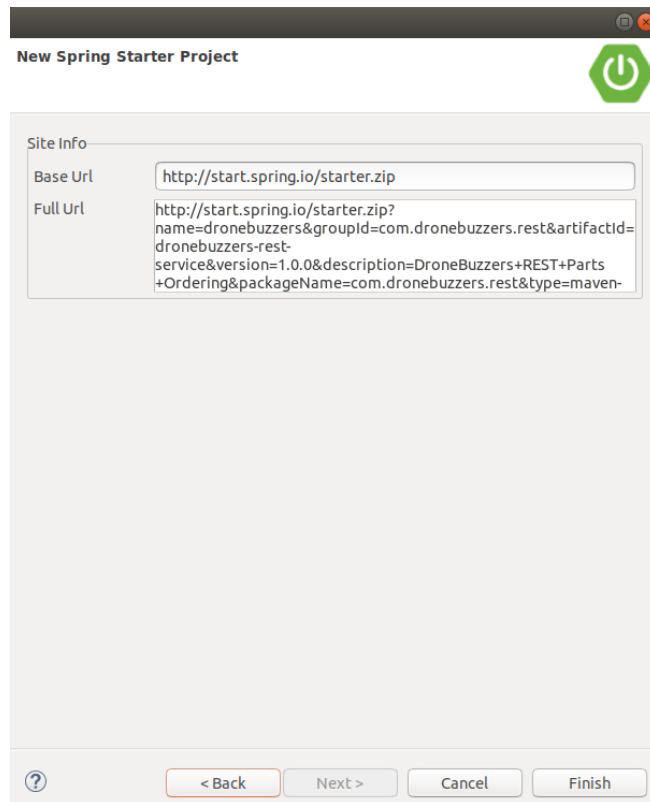 New Spring Starter Project
Site Info
Base Url
http://start.spring.io/starter.zip
Full Url
http://start.spring.io/starter.zip?
name=dronebuzzers&groupId=com.dronebuzzers.rest&artifactId=
dronebuzzers-rest-
service&version=1.0.0&description=DroneBuzzers+REST+Parts
+Ordering&packageName=com.dronebuzzers.rest&type=maven-
?
< Back
Next >
Cancel
Finish